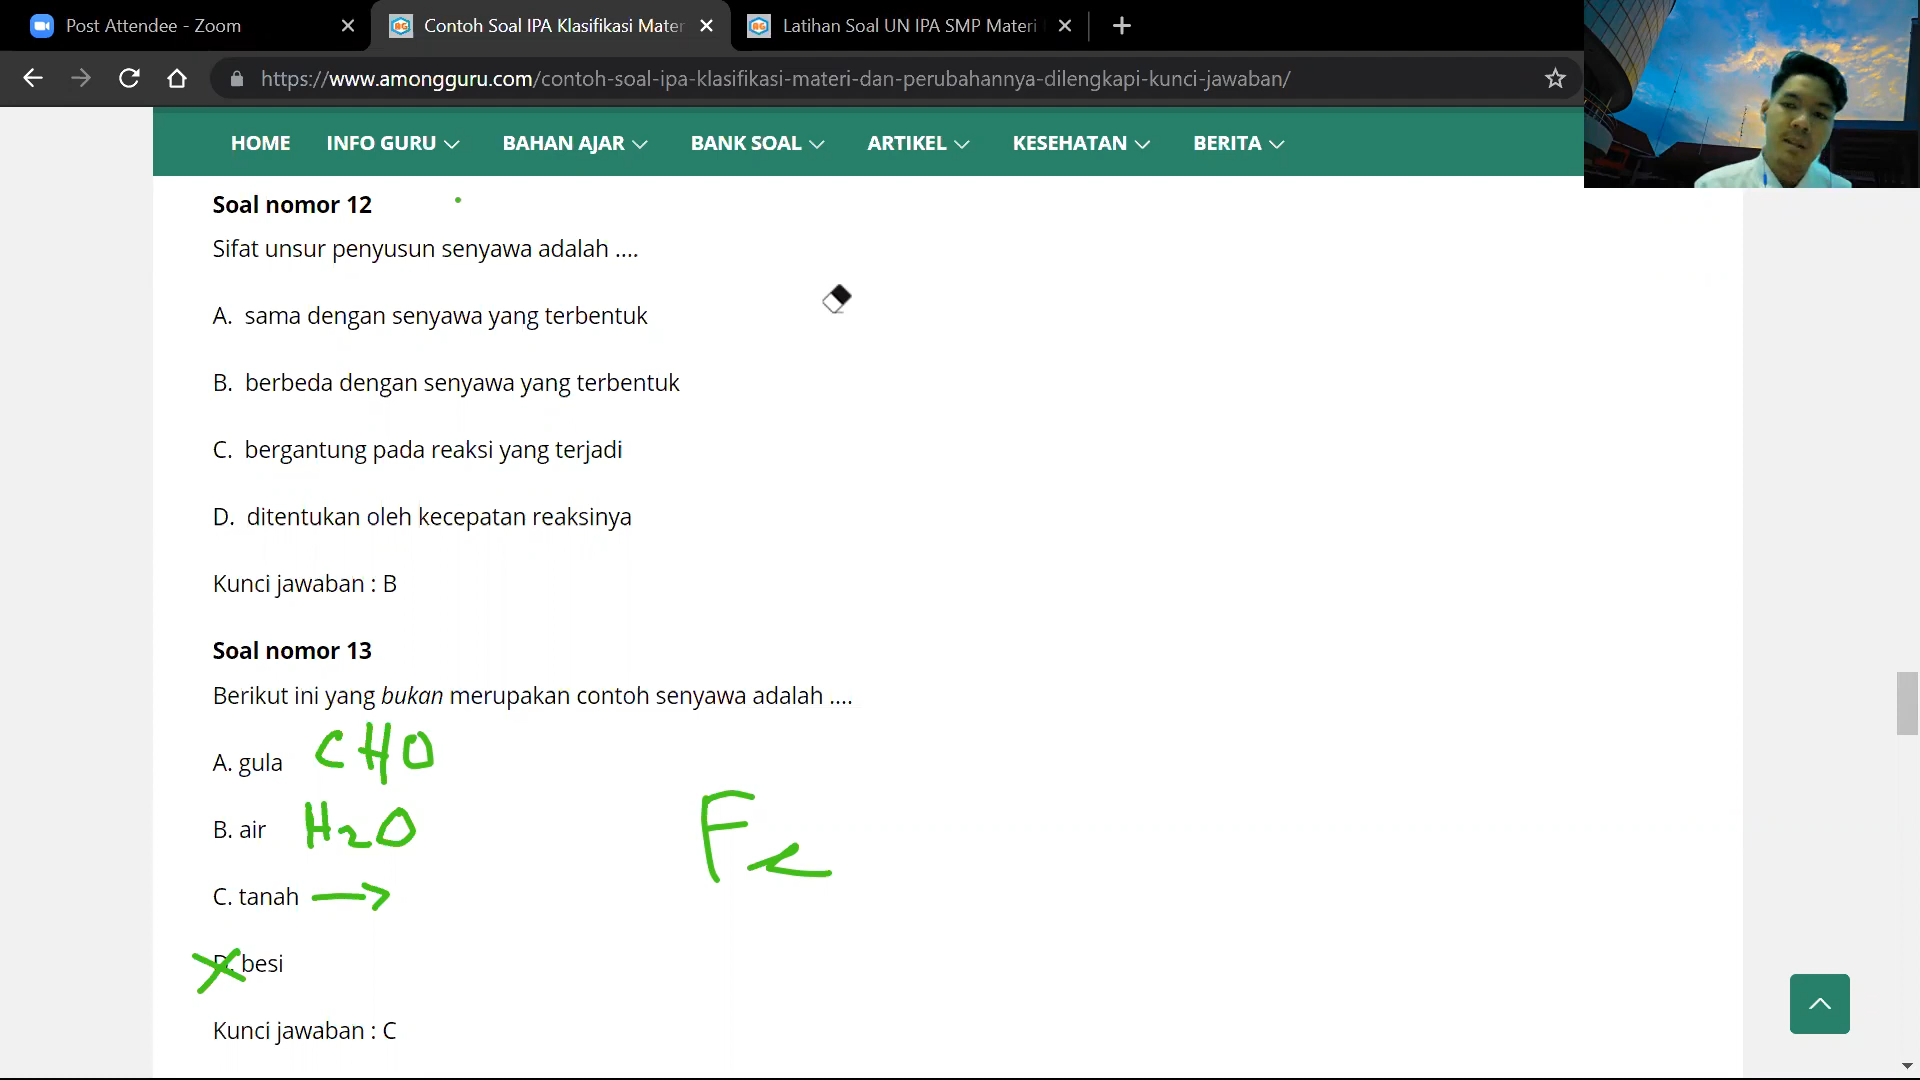 Post Attendee - Zoom
Contoh Soal IPA Klasifikasi Mater
Latihan Soal UN IPA SMP Materi
https://www.amongguru.com/contoh-soal-ipa-klasifikasi-materi-dan-perubahannya-dilengkapi-kunci-jawaban/
HOME INFO GURU BAHAN AJAR BANK SOAL ARTIKEL KESEHATAN BERITA
Soal nomor 12
Sifat unsur penyusun senyawa adalah ....
A. sama dengan senyawa yang terbentuk
B. berbeda dengan senyawa yang terbentuk
C. bergantung pada reaksi yang terjadi
D. ditentukan oleh kecepatan reaksinya
Kunci jawaban : B
Soal nomor 13
Berikut ini yang bukan merupakan contoh senyawa adalah ....
A. gula CHO
B. air H2O
Fe
C. tanah →
D. besi
Kunci jawaban : C